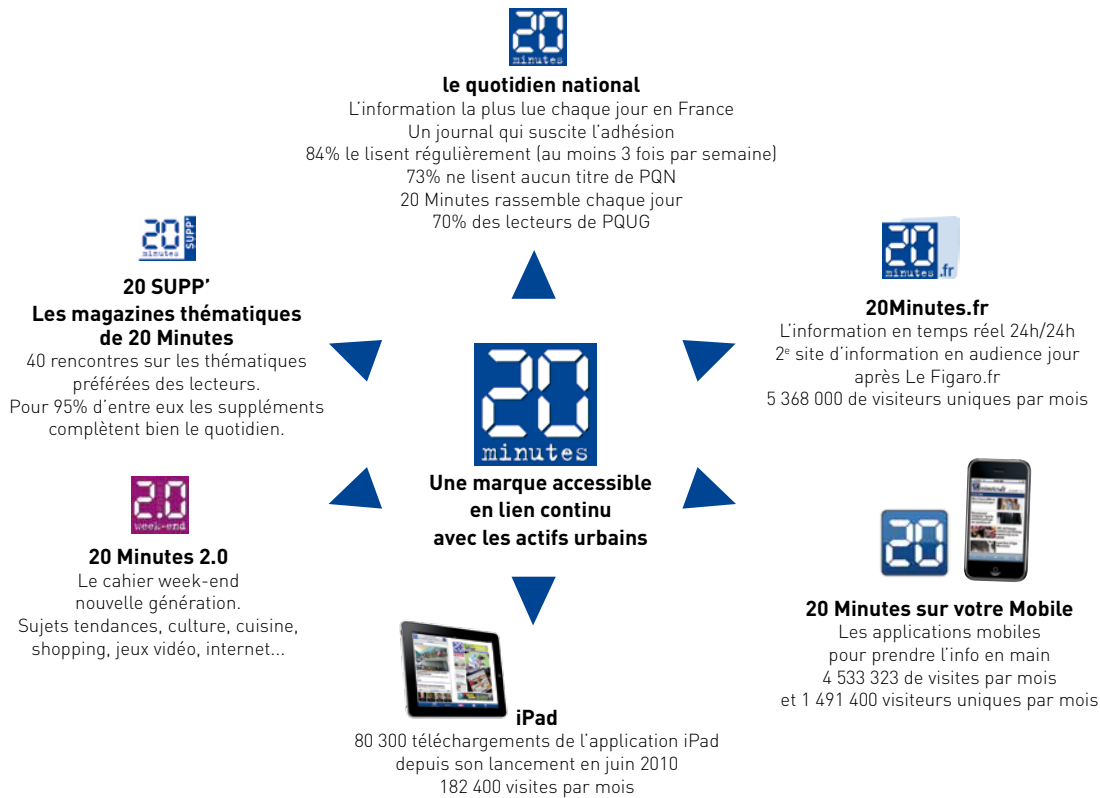 20
minutes
le quotidien national
L'information la plus lue chaque jour en France
Un journal qui suscite l'adhésion
84% le lisent régulièrement (au moins 3 fois par semaine)
73% ne lisent aucun titre de PQN
20 Minutes rassemble chaque jour
70% des lecteurs de PQUG
20
minutes
SUPP'
20 SUPP'
Les magazines thématiques
de 20 Minutes
40 rencontres sur les thématiques
préférées des lecteurs.
Pour 95% d'entre eux les suppléments
complètent bien le quotidien.
20
minutes
.fr
20Minutes.fr
L'information en temps réel 24h/24h
2e site d'information en audience jour
après Le Figaro.fr
5 368 000 de visiteurs uniques par mois
20
minutes
Une marque accessible
en lien continu
avec les actifs urbains
2.0
week-end
20 Minutes 2.0
Le cahier week-end
nouvelle génération.
Sujets tendances, culture, cuisine,
shopping, jeux vidéo, internet...
20
20 Minutes sur votre Mobile
Les applications mobiles
pour prendre l'info en main
4 533 323 de visites par mois
et 1 491 400 visiteurs uniques par mois
iPad
80 300 téléchargements de l'application iPad
depuis son lancement en juin 2010
182 400 visites par mois